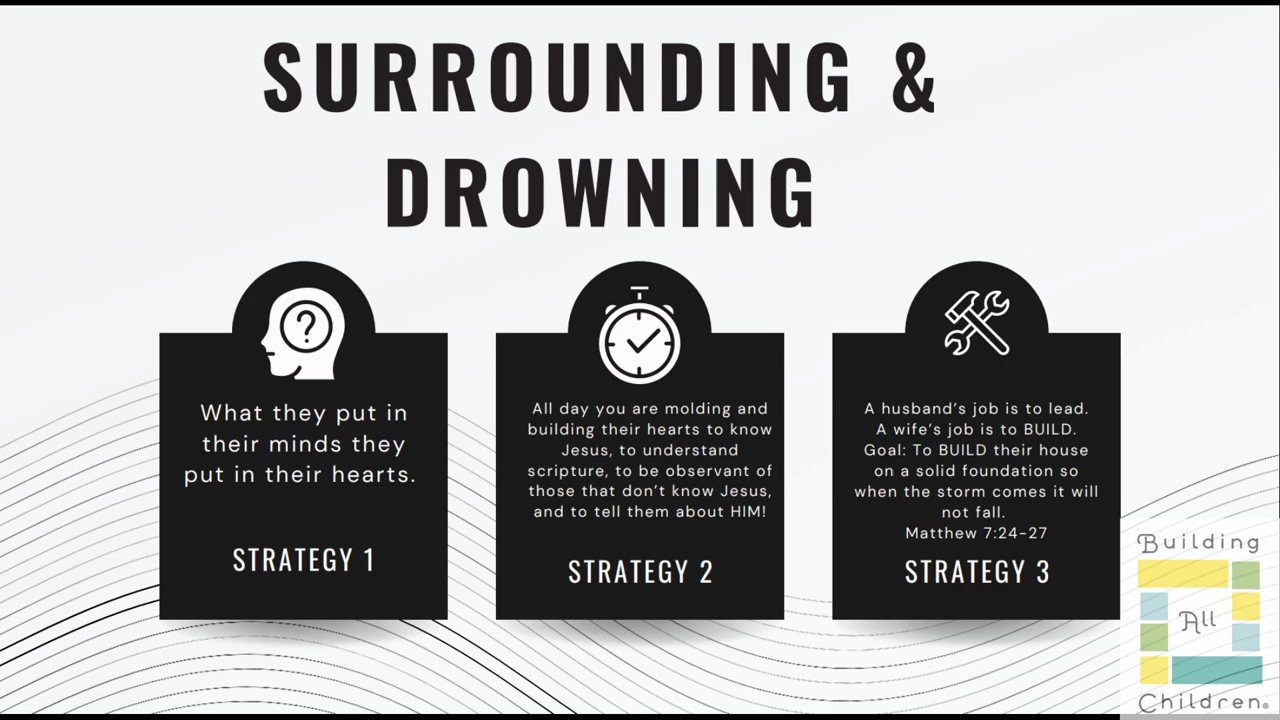 SURROUNDING &
DROWNING
What they put in
their minds they
put in their hearts.
STRATEGY 1
All day you are molding and
building their hearts to know
Jesus, to understand
scripture, to be observant of
those that don't know Jesus,
and to tell them about HIM!
STRATEGY 2
A husband's job is to lead.
A wife's job is to BUILD.
Goal: To BUILD their house
on a solid foundation so
when the storm comes it will
not fall.
Matthew 7:24-27
STRATEGY 3
Building
All
Children®